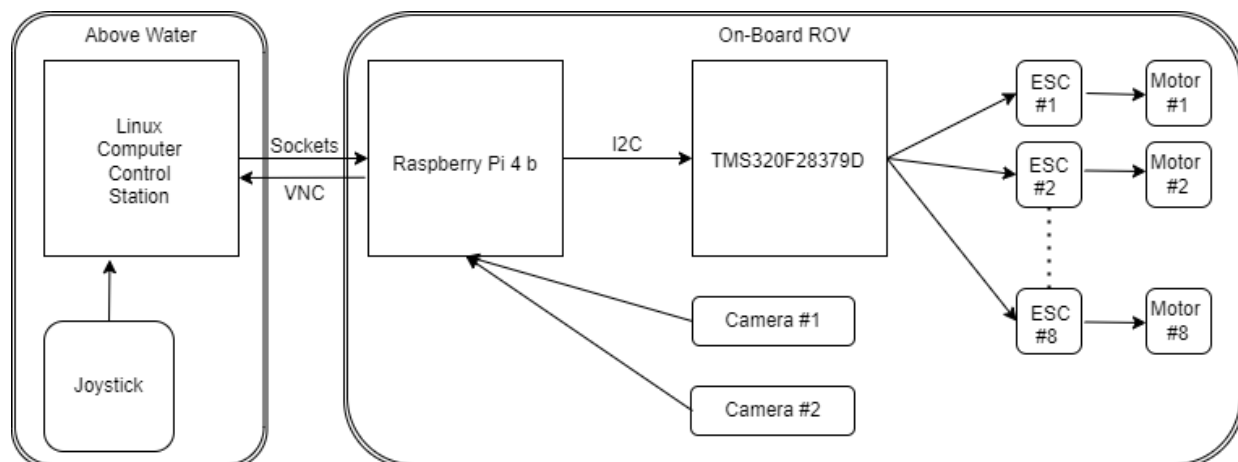 Above Water
Linux
Computer
Control
Station
Joystick
Sockets
VNC
On-Board ROV
Raspberry Pi 4 b
I2C
TMS320F28379D
Camera #1
Camera #2
ESC
#1
Motor
#1
ESC
#2
Motor
#2
ESC
#8
Motor
#8